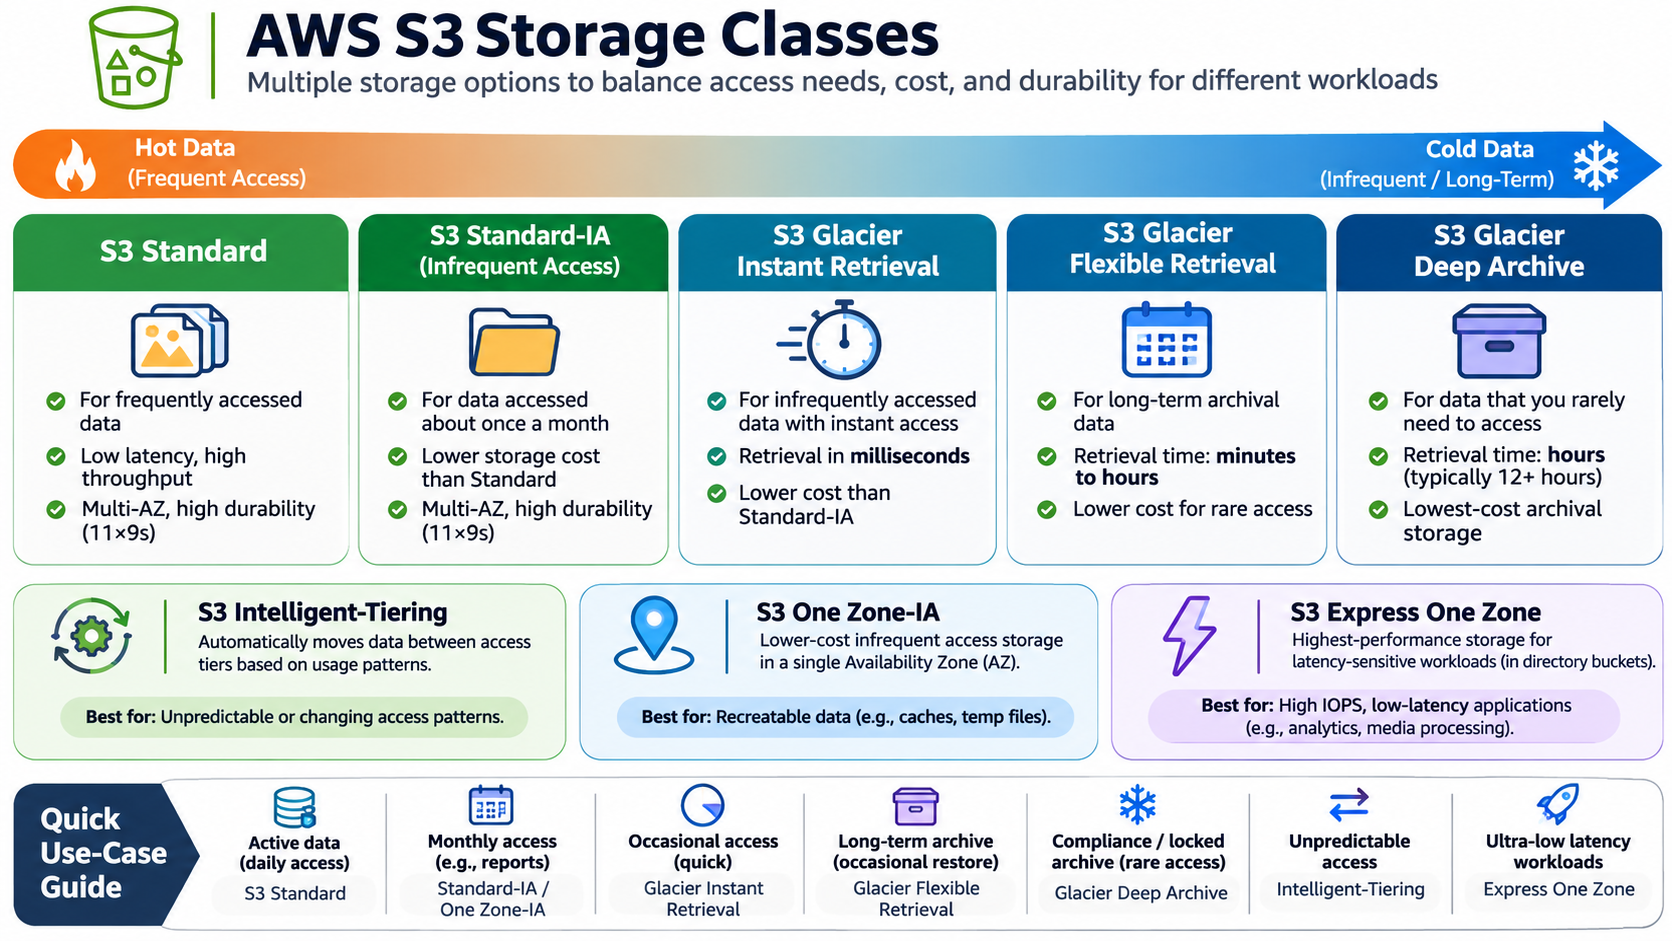 AWS S3 Storage Classes
Multiple storage options to balance access needs, cost, and durability for different workloads
Hot Data
(Frequent Access)
Cold Data
(Infrequent / Long-Term)
S3 Standard
For frequently accessed
data
Low latency, high
throughput
Multi-AZ, high durability
(11×9s)
S3 Standard-IA
(Infrequent Access)
For data accessed
about once a month
Lower storage cost
than Standard
Multi-AZ, high durability
(11×9s)
S3 Glacier
Instant Retrieval
For infrequently accessed
data with instant access
Retrieval in milliseconds
Lower cost than
Standard-IA
S3 Glacier
Flexible Retrieval
For long-term archival
data
Retrieval time: minutes
to hours
Lower cost for rare access
S3 Glacier
Deep Archive
For data that you rarely
need to access
Retrieval time: hours
(typically 12+ hours)
Lowest-cost archival
storage
S3 Intelligent-Tiering
Automatically moves data between access
tiers based on usage patterns.
Best for: Unpredictable or changing access patterns.
S3 One Zone-IA
Lower-cost infrequent access storage
in a single Availability Zone (AZ).
Best for: Recreatable data (e.g., caches, temp files).
S3 Express One Zone
Highest-performance storage for
latency-sensitive workloads (in directory buckets).
Best for: High IOPS, low-latency applications
(e.g., analytics, media processing).
Quick
Use-Case
Guide
Active data
(daily access)
S3 Standard
Monthly access
(e.g., reports)
Standard-IA /
One Zone-IA
Occasional access
(quick)
Glacier Instant
Retrieval
Long-term archive
(occasional restore)
Glacier Flexible
Retrieval
Compliance / locked
archive (rare access)
Glacier Deep Archive
Unpredictable
access
Intelligent-Tiering
Ultra-low latency
workloads
Express One Zone